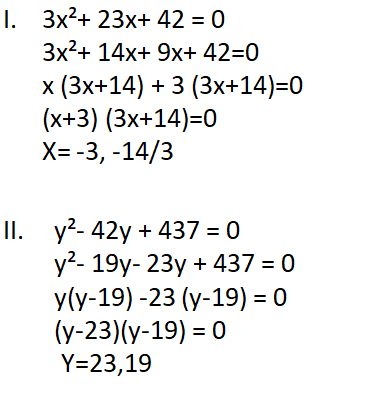 I. 3x²+ 23x+ 42 = 0
3x²+ 14x+ 9x+ 42=0
x (3x+14) + 3 (3x+14)=0
(x+3) (3x+14)=0
X= -3, -14/3
II. y²- 42y + 437 = 0
y²- 19y- 23y + 437 = 0
y(y-19) -23 (y-19) = 0
(y-23)(y-19) = 0
Y=23,19